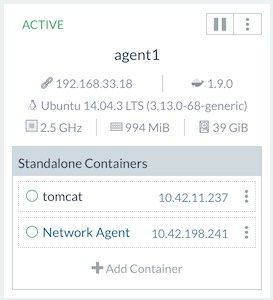 ACTIVE
agent1
192.168.33.18 1.9.0
Ubuntu 14.04.3 LTS (3.13.0-68-generic)
2.5 GHz 994 MiB 39 GiB
Standalone Containers
tomcat 10.42.11.237
Network Agent 10.42.198.241
Add Container